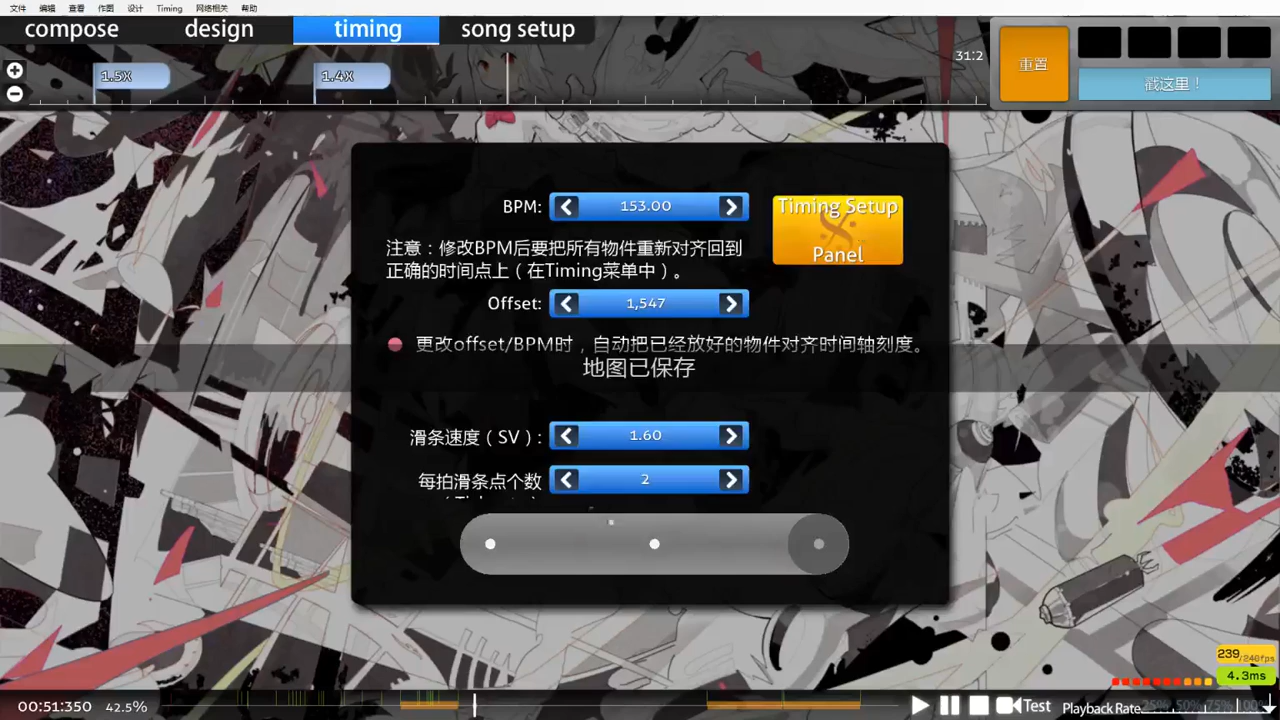 文件 编辑 查看 作图 设计 Timing 网络相关 帮助
compose design timing song setup
31:2
重置
戳这里！
1.5X 1.4X
BPM: 153.00
Timing Setup
Panel
注意：修改BPM后要把所有物件重新对齐回到
正确的时间点上（在Timing菜单中）。
Offset: 1,547
更改offset/BPM时，自动把已经放好的物件对齐时间轴刻度。
地图已保存
滑条速度（SV）: 1.60
每拍滑条点个数 2
239/240fps
4.3ms
00:51:350 42.5%
Test Playback Rate 25% 50% 75% 100%